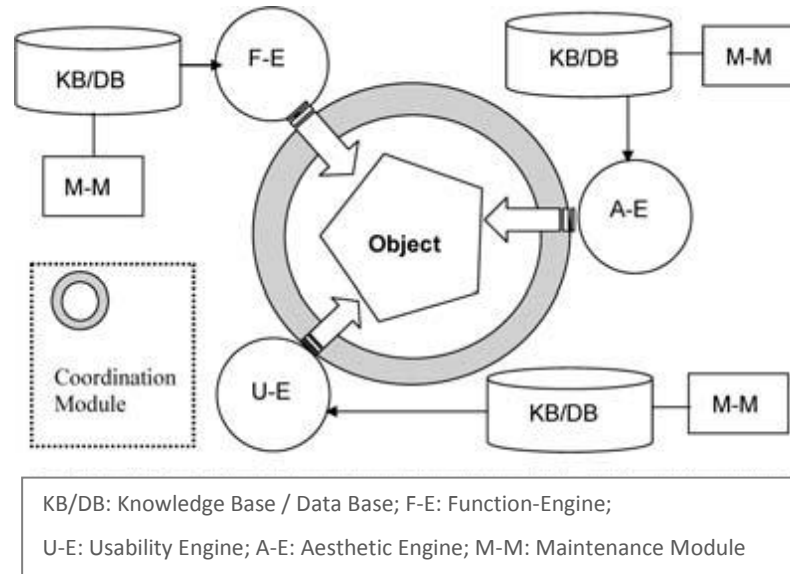 KB/DB
F-E
KB/DB
M-M
M-M
A-E
Object
Coordination
Module
U-E
KB/DB
M-M
KB/DB: Knowledge Base / Data Base; F-E: Function-Engine;
U-E: Usability Engine; A-E: Aesthetic Engine; M-M: Maintenance Module